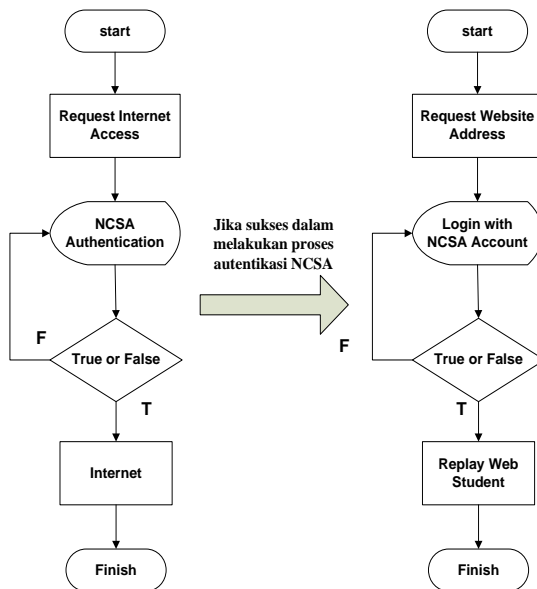 start
Request Internet
Access
NCSA
Authentication
True or False
F
T
Internet
Finish
Jika sukses dalam
melakukan proses
autentikasi NCSA
start
Request Website
Address
Login with
NCSA Account
True or False
F
T
Replay Web
Student
Finish